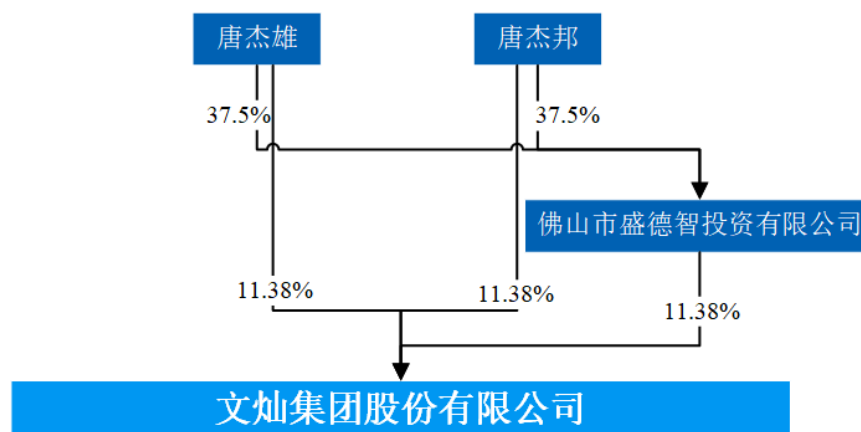 唐杰雄
唐杰邦
37.5%
37.5%
佛山市盛德智投资有限公司
11.38%
11.38%
11.38%
文灿集团股份有限公司